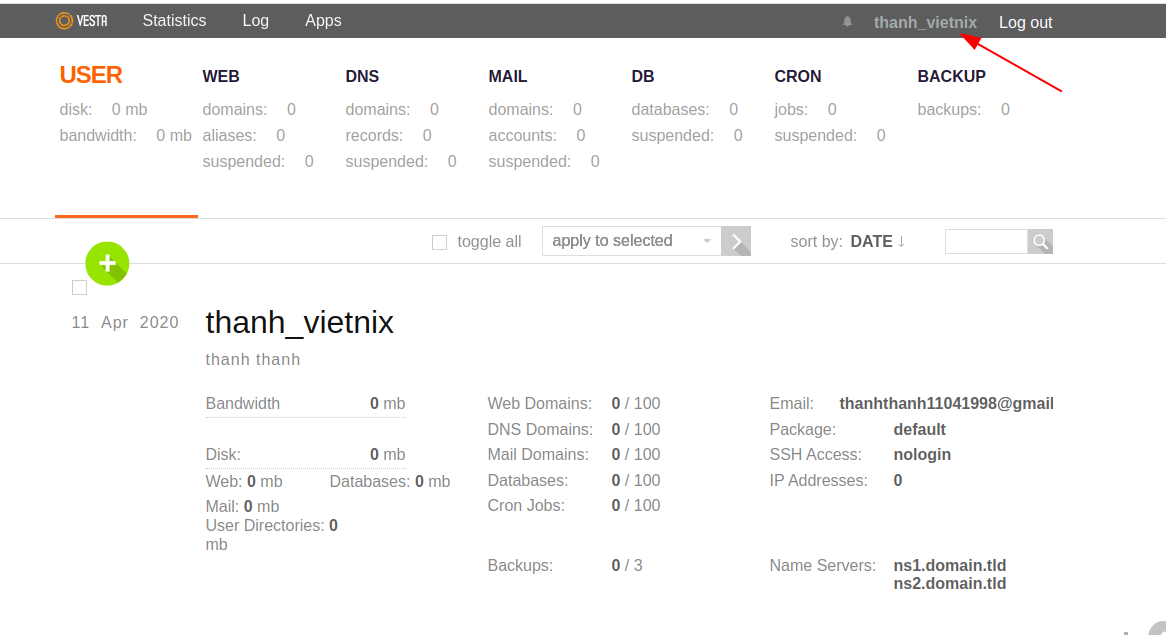 VESTA Statistics Log Apps thanh_vietnix Log out
USER WEB DNS MAIL DB CRON BACKUP
disk: 0 mb domains: 0 domains: 0 domains: 0 databases: 0 jobs: 0 backups: 0
bandwidth: 0 mb aliases: 0 records: 0 accounts: 0 suspended: 0 suspended: 0
suspended: 0 suspended: 0 suspended: 0
toggle all apply to selected sort by: DATE ↓
11 Apr 2020 thanh_vietnix
thanh thanh
Bandwidth 0 mb Web Domains: 0 / 100 Email: thanhthanh11041998@gmail
DNS Domains: 0 / 100 Package: default
Disk: 0 mb Mail Domains: 0 / 100 SSH Access: nologin
Web: 0 mb Databases: 0 mb Databases: 0 / 100 IP Addresses: 0
Mail: 0 mb Cron Jobs: 0 / 100
User Directories: 0
mb
Backups: 0 / 3 Name Servers: ns1.domain.tld
ns2.domain.tld